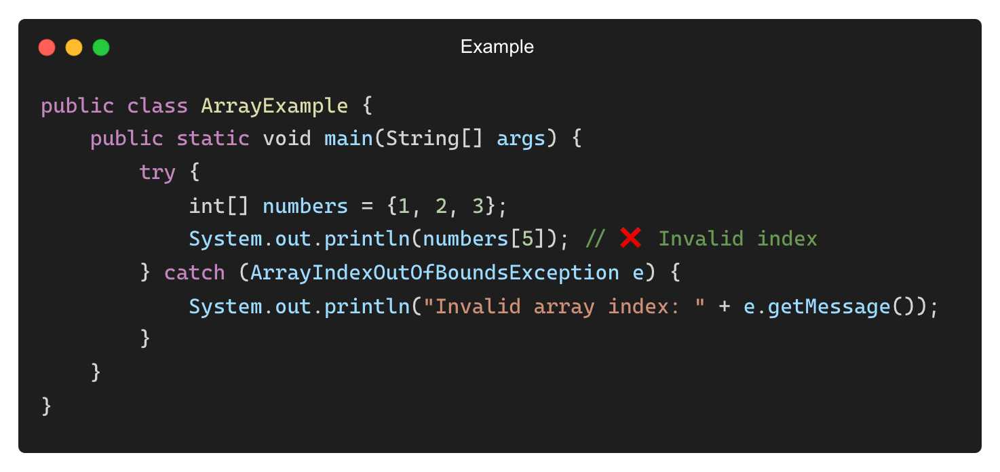 Example
public class ArrayExample {
    public static void main(String[] args) {
        try {
            int[] numbers = {1, 2, 3};
            System.out.println(numbers[5]); // ❌ Invalid index
        } catch (ArrayIndexOutOfBoundsException e) {
            System.out.println("Invalid array index: " + e.getMessage());
        }
    }
}